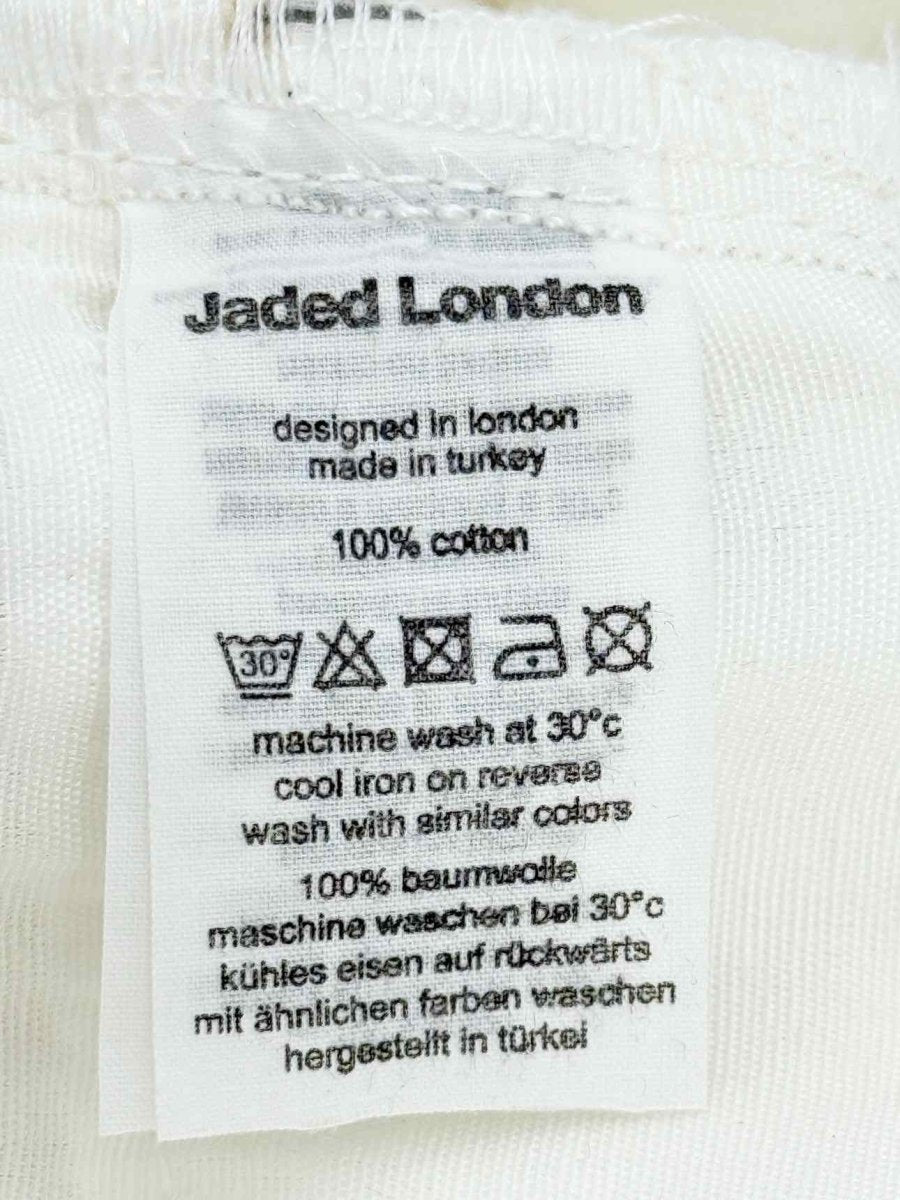 Jaded London
designed in london
made in turkey
100% cotton
30°
machine wash at 30°c
cool iron on reverse
wash with similar colors
100% baumwolle
maschine waschen bei 30°c
kühles eisen auf rückwärts
mit ähnlichen farben waschen
hergestellt in türkei